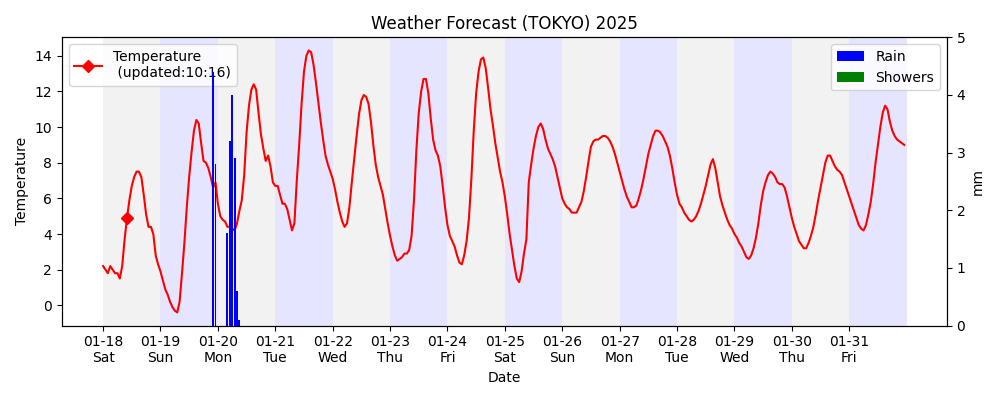 Weather Forecast (TOKYO) 2025
Temperature
(updated:10:16)
Rain
Showers
Temperature
14
12
10
8
6
4
2
0
5
4
3
2
1
0
mm
01-18 01-19 01-20 01-21 01-22 01-23 01-24 01-25 01-26 01-27 01-28 01-29 01-30 01-31
Sat Sun Mon Tue Wed Thu Fri Sat Sun Mon Tue Wed Thu Fri
Date